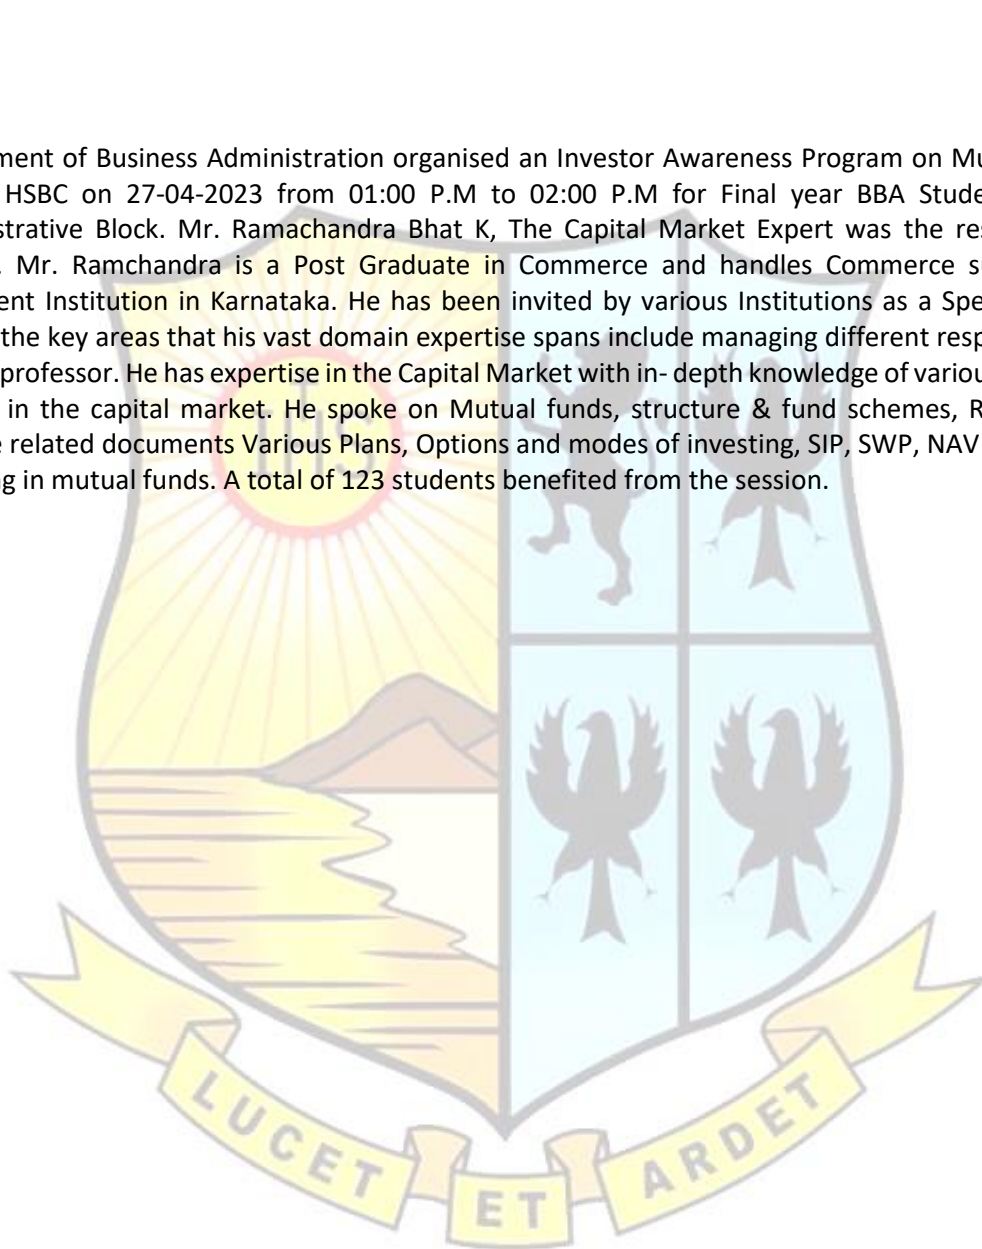 ment of Business Administration organised an Investor Awareness Program on Mu
HSBC on 27-04-2023 from 01:00 P.M to 02:00 P.M for Final year BBA Stude
strative Block. Mr. Ramachandra Bhat K, The Capital Market Expert was the res
. Mr. Ramchandra is a Post Graduate in Commerce and handles Commerce su
ent Institution in Karnataka. He has been invited by various Institutions as a Spe
the key areas that his vast domain expertise spans include managing different resp
professor. He has expertise in the Capital Market with in- depth knowledge of variou
in the capital market. He spoke on Mutual funds, structure & fund schemes, R
e related documents Various Plans, Options and modes of investing, SIP, SWP, NAV
g in mutual funds. A total of 123 students benefited from the session.
IHS
LUCET ET ARDET